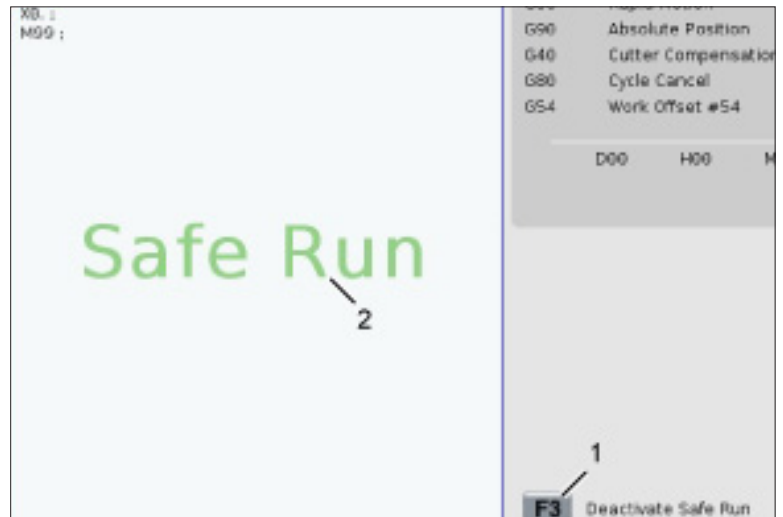 X0. ;
M99 ;
G90 Absolute Position
G40 Cutter Compensation
G80 Cycle Cancel
G54 Work Offset #54
D00 H00 M
Safe Run
2
1
F3 Deactivate Safe Run